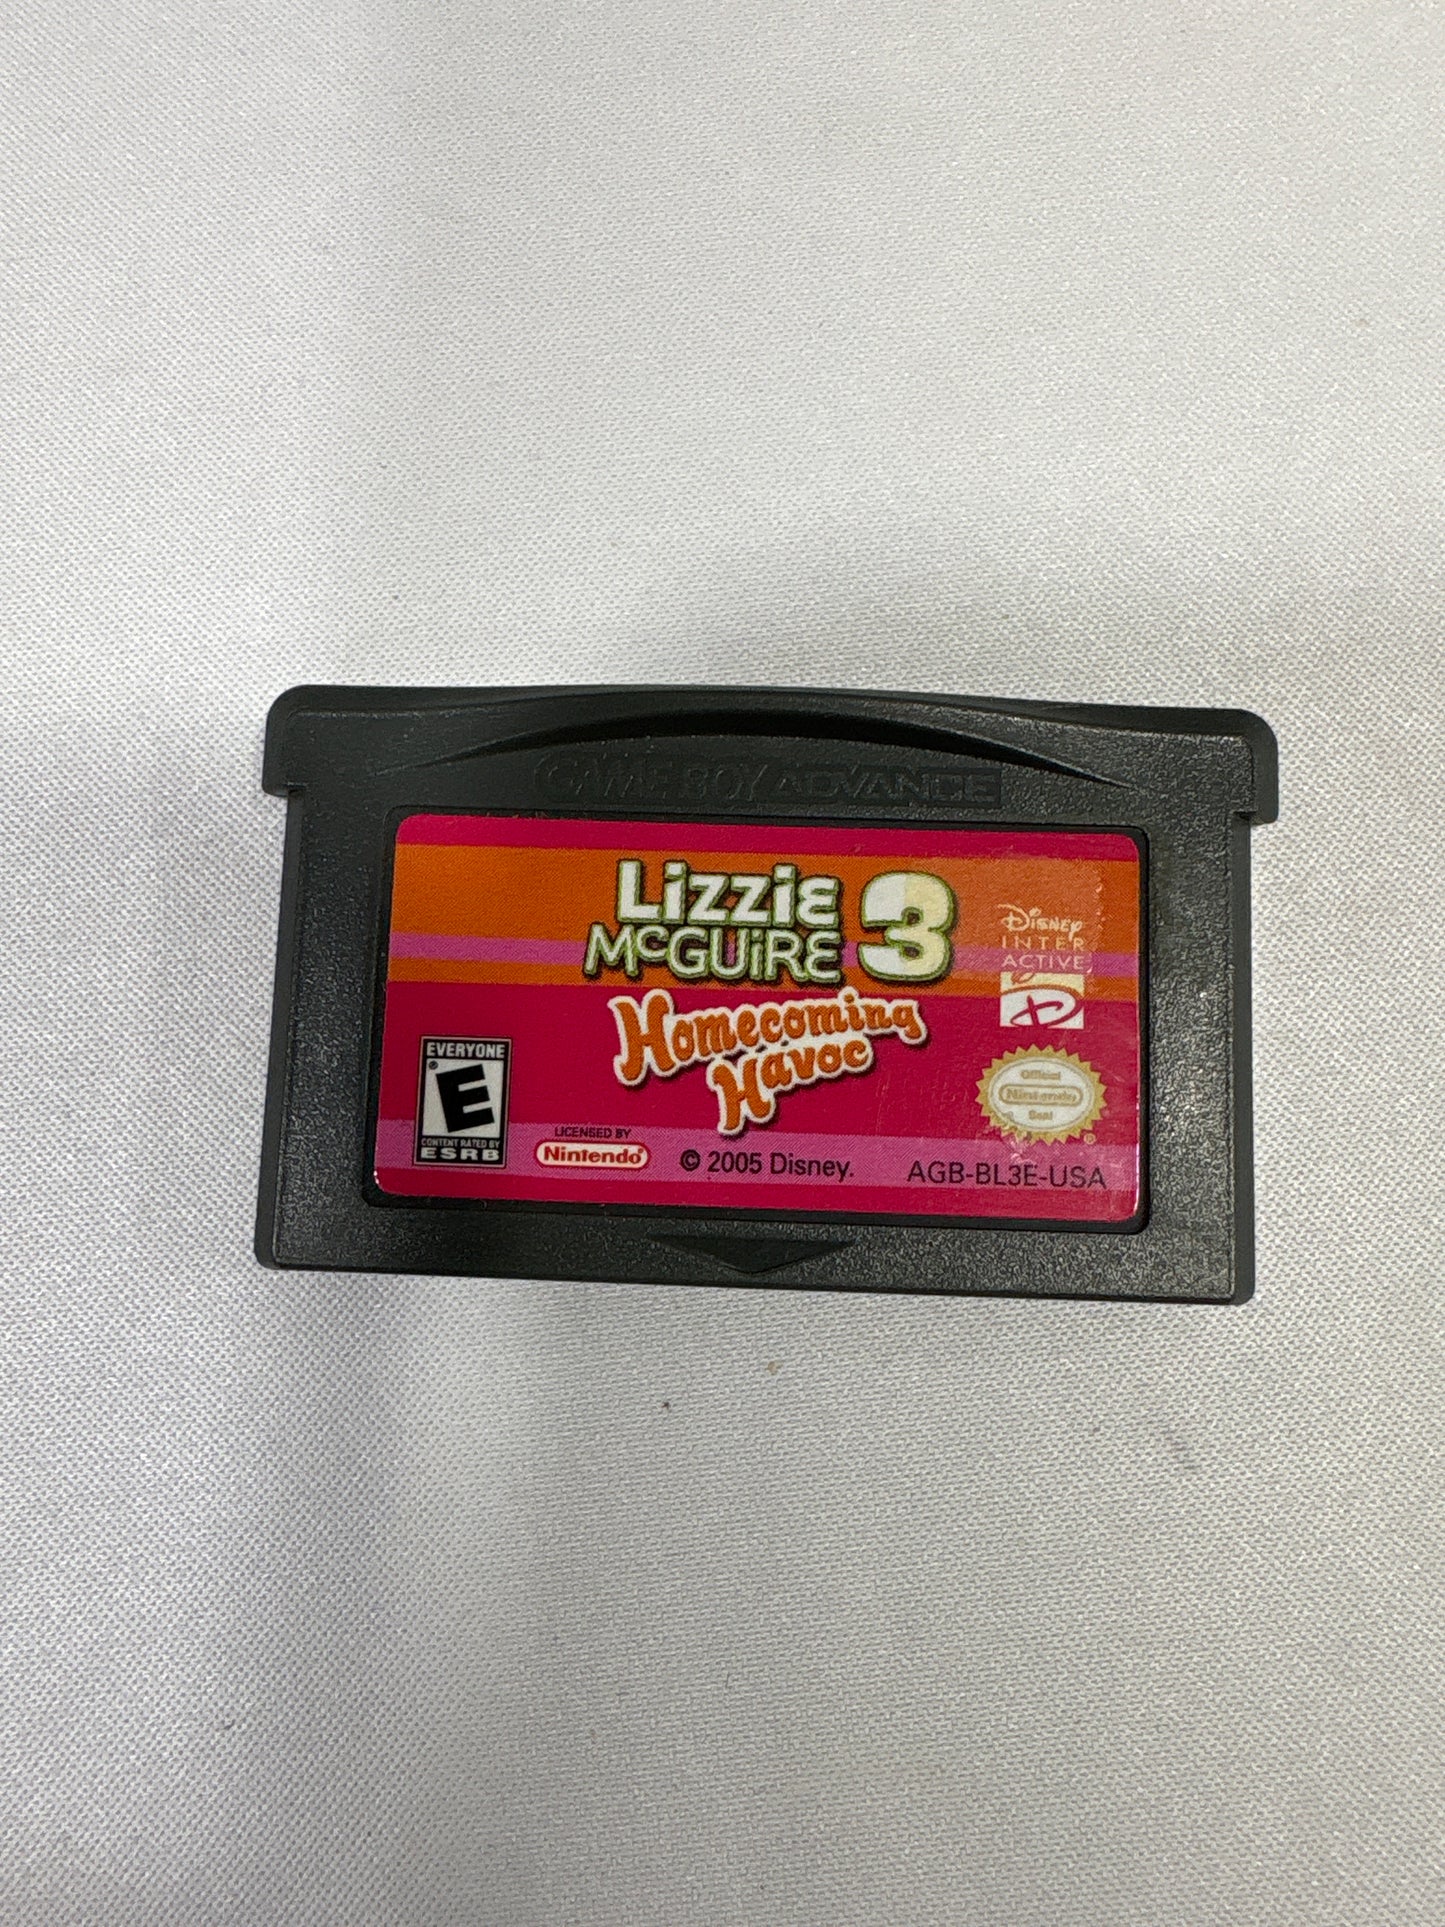 GAME BOY ADVANCE
LiZZiE
McGUiRE 3
Homecoming
Havoc
DiSNEY
INTER
ACTIVE
D
EVERYONE
E
CONTENT RATED BY
ESRB
LICENSED BY
Nintendo
© 2005 Disney.
Official
Nintendo
Seal
®
AGB-BL3E-USA